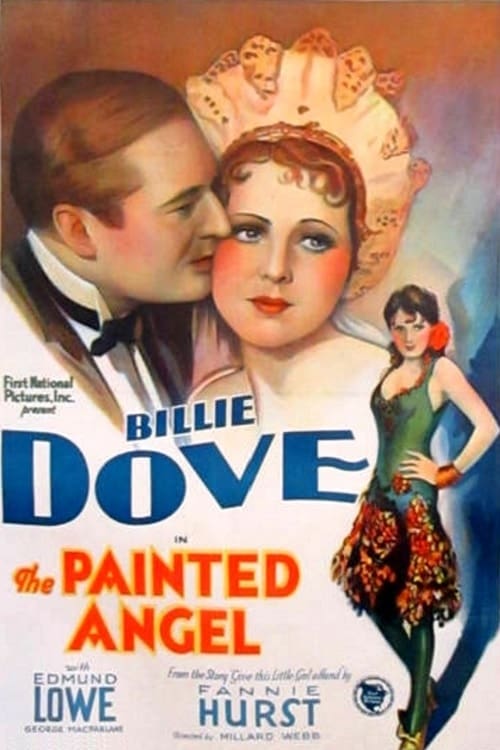 First National
Pictures, Inc.
present
BILLIE
DOVE
IN
The PAINTED
ANGEL
with
EDMUND
LOWE
GEORGE MACFARLANE
From the Story "Give this Little Girl a Hand" by
FANNIE
HURST
Directed by MILLARD WEBB